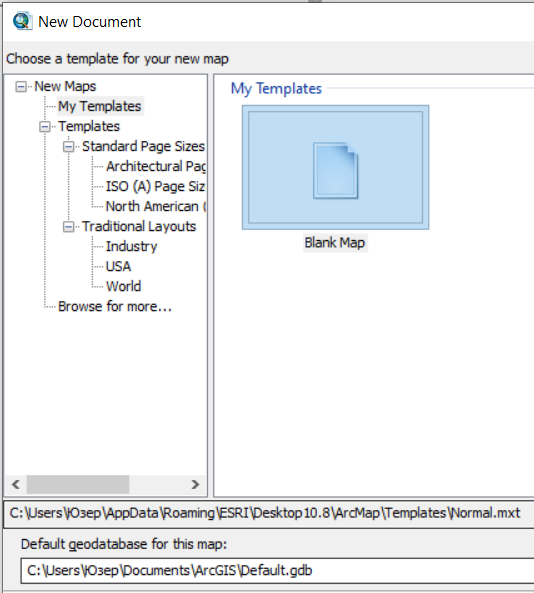 New Document
Choose a template for your new map
New Maps
My Templates
Templates
Standard Page Sizes
Architectural Pag
ISO (A) Page Siz
North American (
Traditional Layouts
Industry
USA
World
Browse for more...
My Templates
Blank Map
C:\Users\Юзер\AppData\Roaming\ESRI\Desktop10.8\ArcMap\Templates\Normal.mxt
Default geodatabase for this map:
C:\Users\Юзер\Documents\ArcGIS\Default.gdb